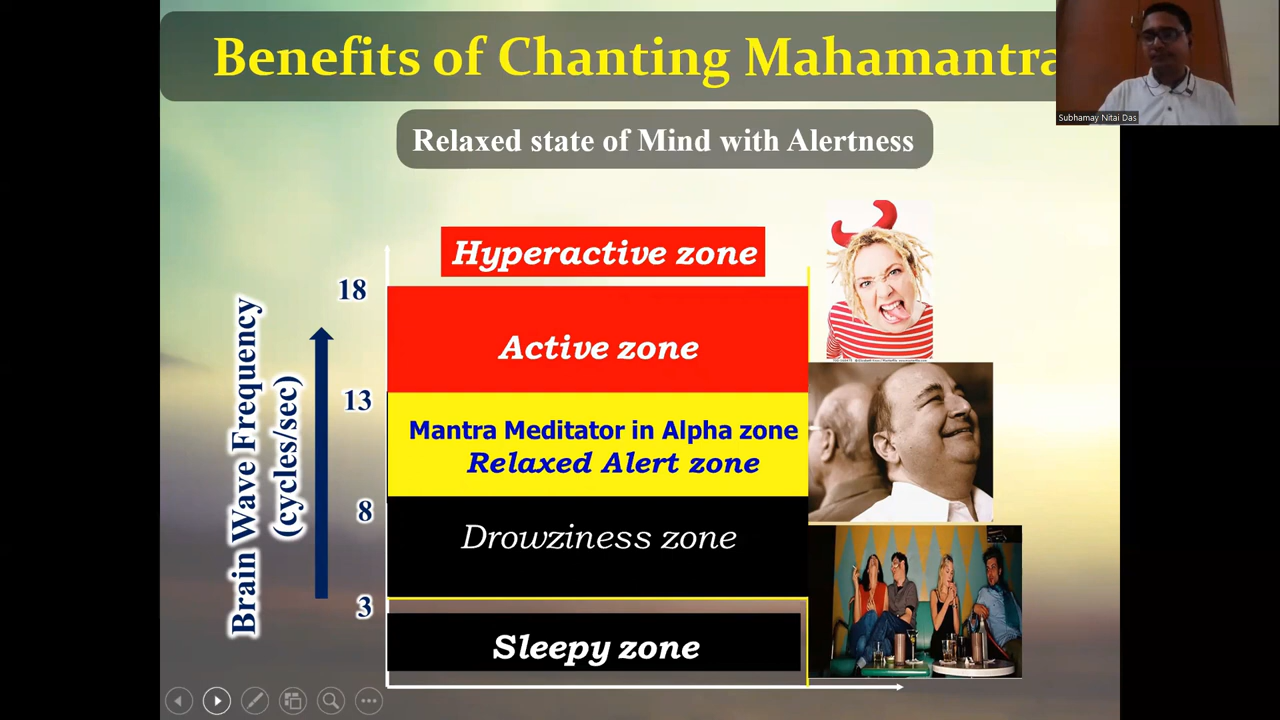 Benefits of Chanting Mahamantra
Subhamay Nitai Das
Relaxed state of Mind with Alertness
Hyperactive zone
18
Active zone
13
Mantra Meditator in Alpha zone
Relaxed Alert zone
8
Drowziness zone
3
Sleepy zone
Brain Wave Frequency
(cycles/sec)